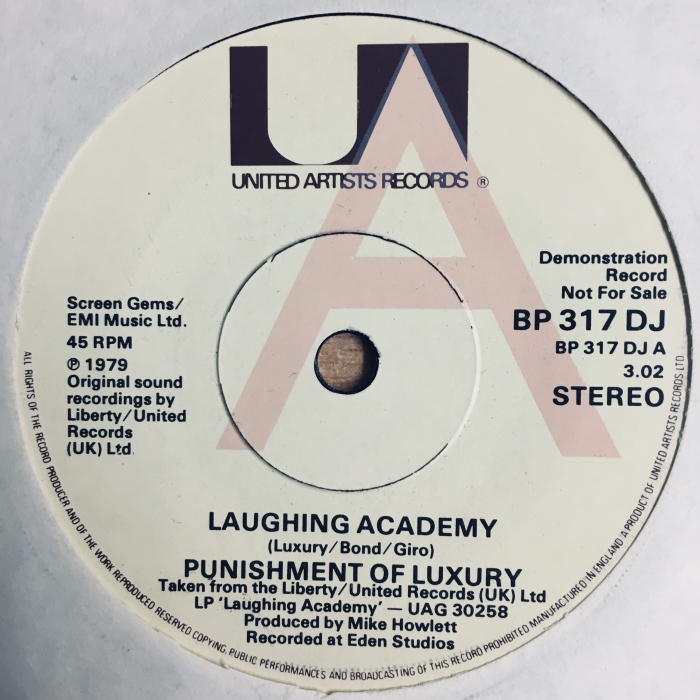 UA
UNITED ARTISTS RECORDS ®
A
Demonstration
Record
Not For Sale
BP 317 DJ
BP 317 DJ A
3.02
STEREO
Screen Gems/
EMI Music Ltd.
45 RPM
℗ 1979
Original sound
recordings by
Liberty/United
Records
(UK) Ltd.
LAUGHING ACADEMY
(Luxury/Bond/Giro)
PUNISHMENT OF LUXURY
Taken from the Liberty/United Records (UK) Ltd
LP 'Laughing Academy' — UAG 30258
Produced by Mike Howlett
Recorded at Eden Studios
ALL RIGHTS OF THE RECORD PRODUCER AND OF THE WORK REPRODUCED RESERVED COPYING, PUBLIC PERFORMANCES AND BROADCASTING OF THIS RECORD PROHIBITED MANUFACTURED IN ENGLAND A PRODUCT OF UNITED ARTISTS RECORDS LTD.